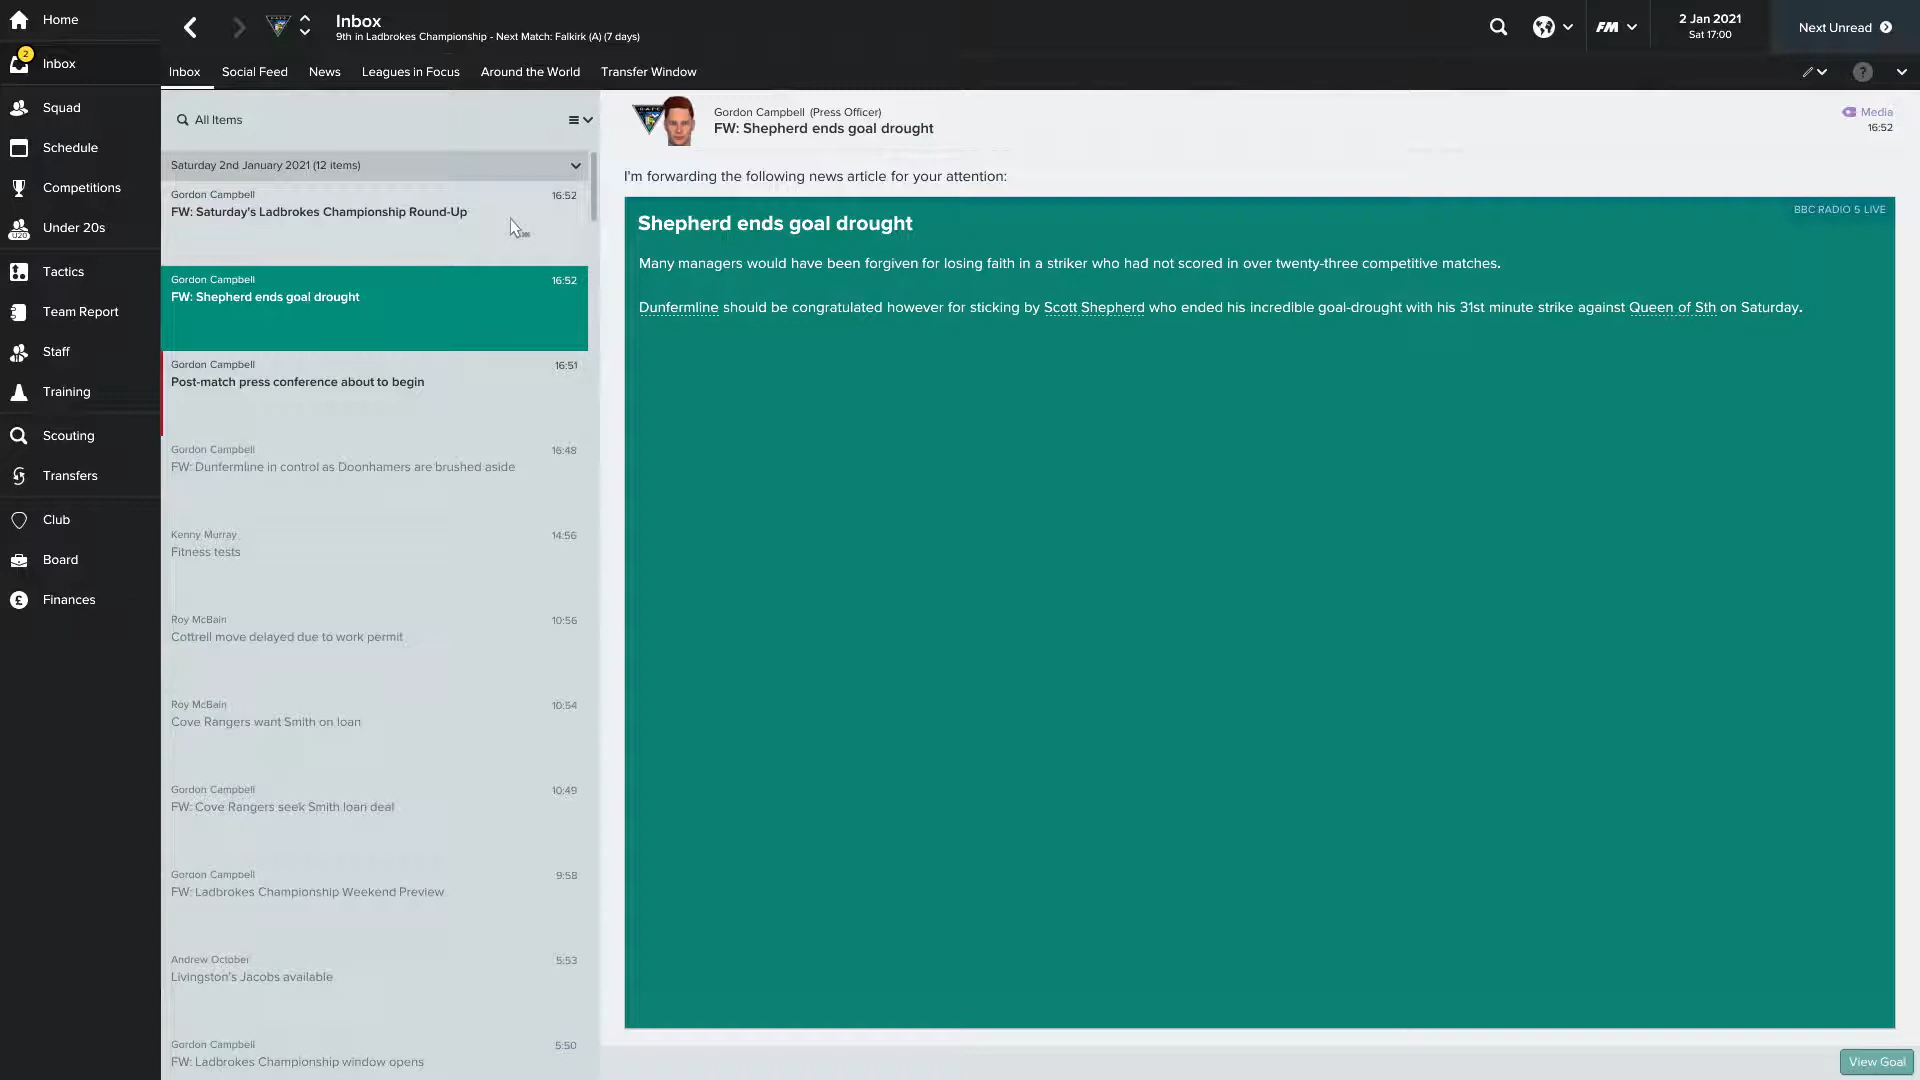 Home
2
Inbox
Squad
Schedule
Competitions
U20
Under 20s
Tactics
Team Report
Staff
Training
Scouting
Transfers
Club
Board
£
Finances
Inbox
9th in Ladbrokes Championship - Next Match: Falkirk (A) (7 days)
FM
2 Jan 2021
Sat 17:00
Next Unread
Inbox
Social Feed
News
Leagues in Focus
Around the World
Transfer Window
?
All Items
Saturday 2nd January 2021 (12 items)
Gordon Campbell 16:52
FW: Saturday's Ladbrokes Championship Round-Up
Gordon Campbell 16:52
FW: Shepherd ends goal drought
Gordon Campbell 16:51
Post-match press conference about to begin
Gordon Campbell 16:48
FW: Dunfermline in control as Doonhamers are brushed aside
Kenny Murray 14:56
Fitness tests
Roy McBain 10:56
Cottrell move delayed due to work permit
Roy McBain 10:54
Cove Rangers want Smith on loan
Gordon Campbell 10:49
FW: Cove Rangers seek Smith loan deal
Gordon Campbell 9:58
FW: Ladbrokes Championship Weekend Preview
Andrew October 5:53
Livingston's Jacobs available
Gordon Campbell 5:50
FW: Ladbrokes Championship window opens
Gordon Campbell (Press Officer)
FW: Shepherd ends goal drought
Media
16:52
I'm forwarding the following news article for your attention:
BBC RADIO 5 LIVE
Shepherd ends goal drought
Many managers would have been forgiven for losing faith in a striker who had not scored in over twenty-three competitive matches.
Dunfermline should be congratulated however for sticking by Scott Shepherd who ended his incredible goal-drought with his 31st minute strike against Queen of Sth on Saturday.
View Goal